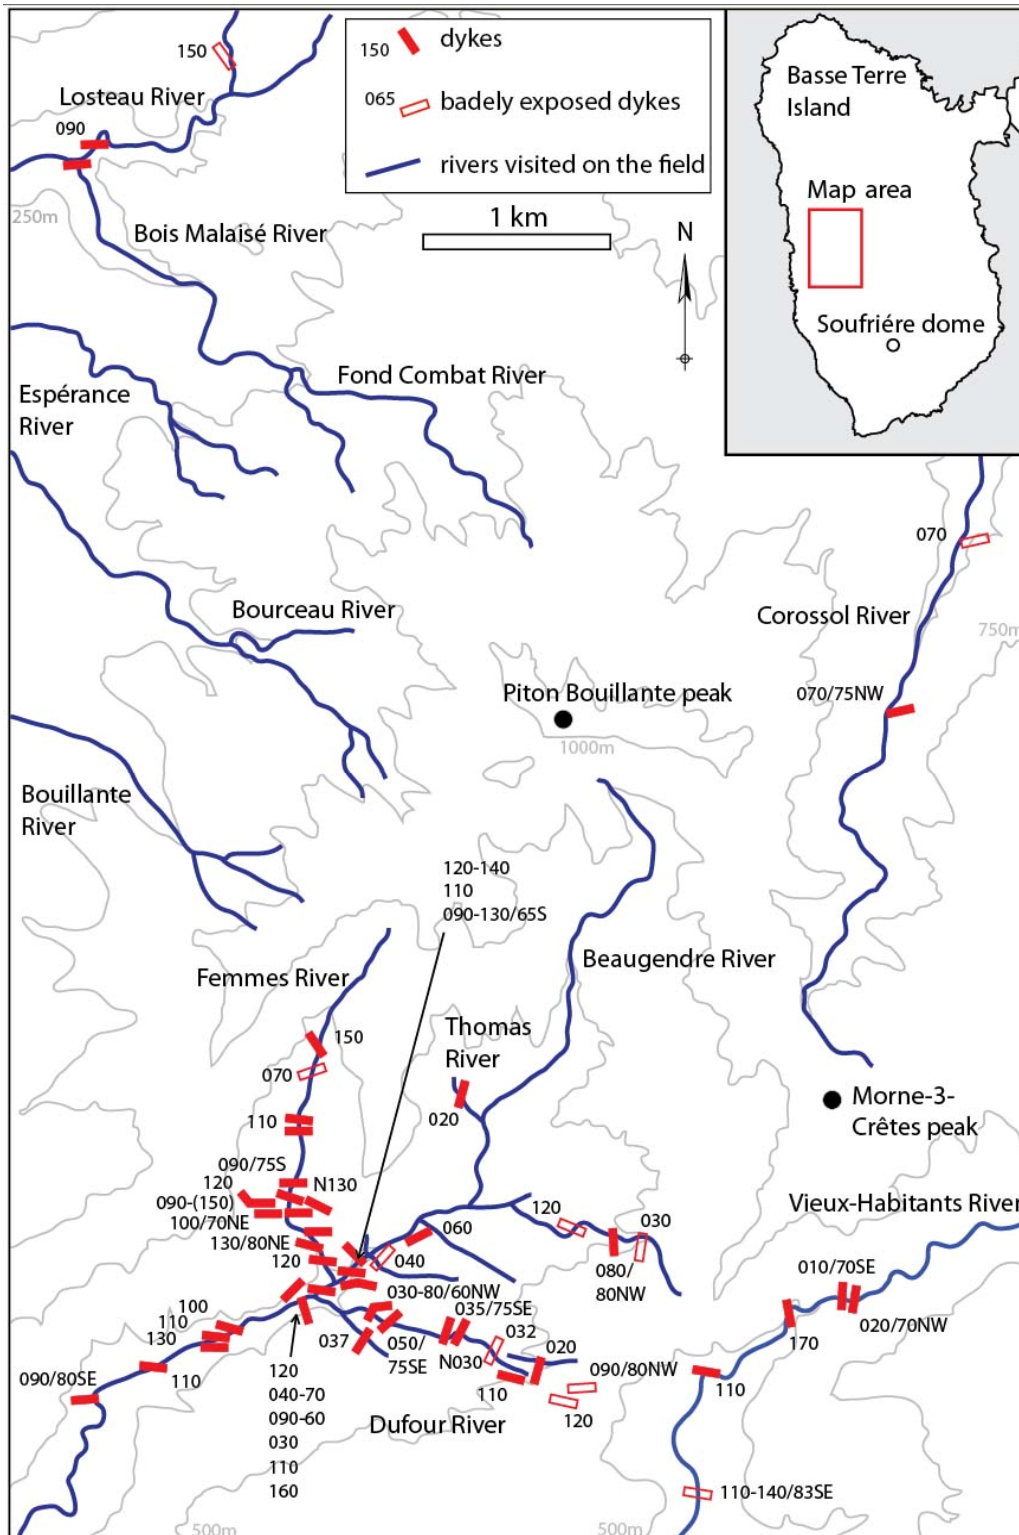 150
dykes
065
badely exposed dykes
rivers visited on the field
1 km
N
Basse Terre
Island
Map area
Soufriére dome
150
Losteau River
090
250m
Bois Malaisé River
Fond Combat River
Espérance
River
070
Bourceau River
Corossol River
750m
Piton Bouillante peak
070/75NW
1000m
Bouillante
River
120-140
110
090-130/65S
Beaugendre River
Femmes River
Thomas
River
150
070
020
Morne-3-
Crêtes peak
110
090/75S
120
N130
090-(150)
100/70NE
130/80NE
120
Vieux-Habitants River
120
030
060
040
080/
80NW
010/70SE
030-80/60NW
035/75SE
020/70NW
100
110
130
037
050/
75SE
N030
032
020
170
090/80SE
110
120
040-70
090-60
030
110
160
110
090/80NW
120
110
Dufour River
110-140/83SE
500m
500m